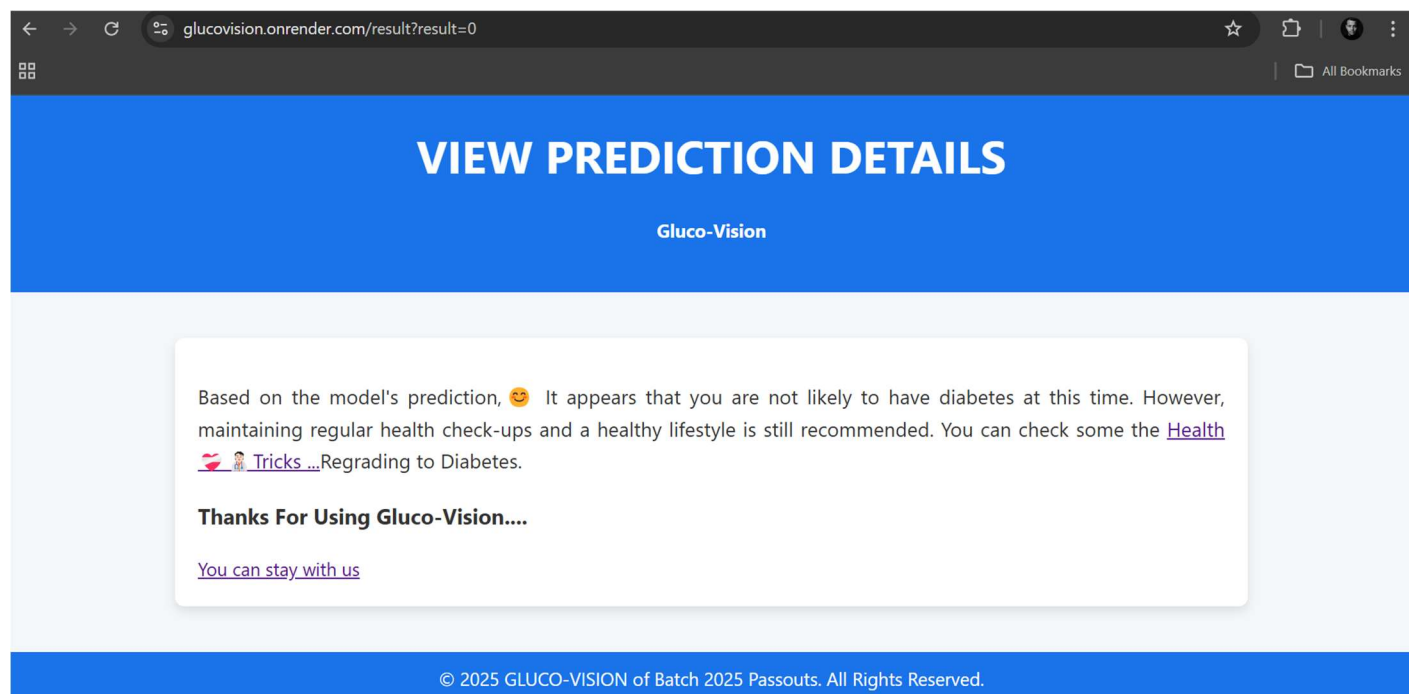 glucovision.onrender.com/result?result=0
All Bookmarks
VIEW PREDICTION DETAILS
Gluco-Vision
Based on the model's prediction, 😊 It appears that you are not likely to have diabetes at this time. However,
maintaining regular health check-ups and a healthy lifestyle is still recommended. You can check some the Health
❤️‍🩹 👨🏻‍⚕️ Tricks ...Regrading to Diabetes.
Thanks For Using Gluco-Vision....
You can stay with us
© 2025 GLUCO-VISION of Batch 2025 Passouts. All Rights Reserved.